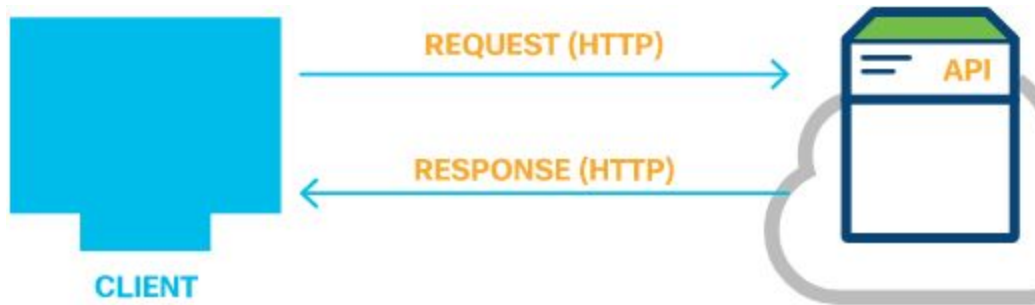 REQUEST (HTTP)
API
RESPONSE (HTTP)
CLIENT